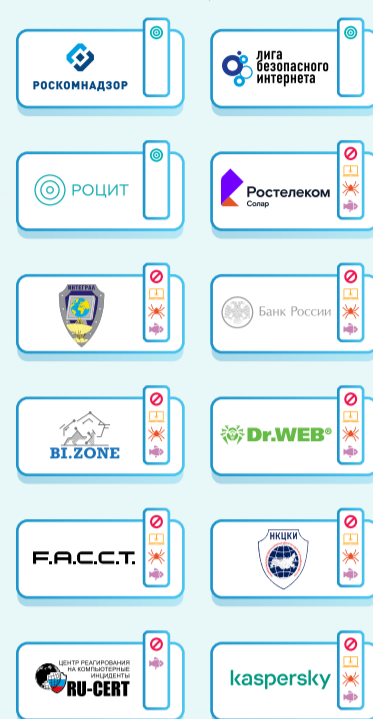 РОСКОМНАДЗОР
лига
безопасного
интернета
РОЦИТ
Ростелеком
Солар
ИНТЕГРАЛ
Банк России
BI.ZONE
Dr.WEB®
F.A.C.C.T.
НКЦКИ
ЦЕНТР РЕАГИРОВАНИЯ
НА КОМПЬЮТЕРНЫЕ
ИНЦИДЕНТЫ
RU-CERT
kaspersky